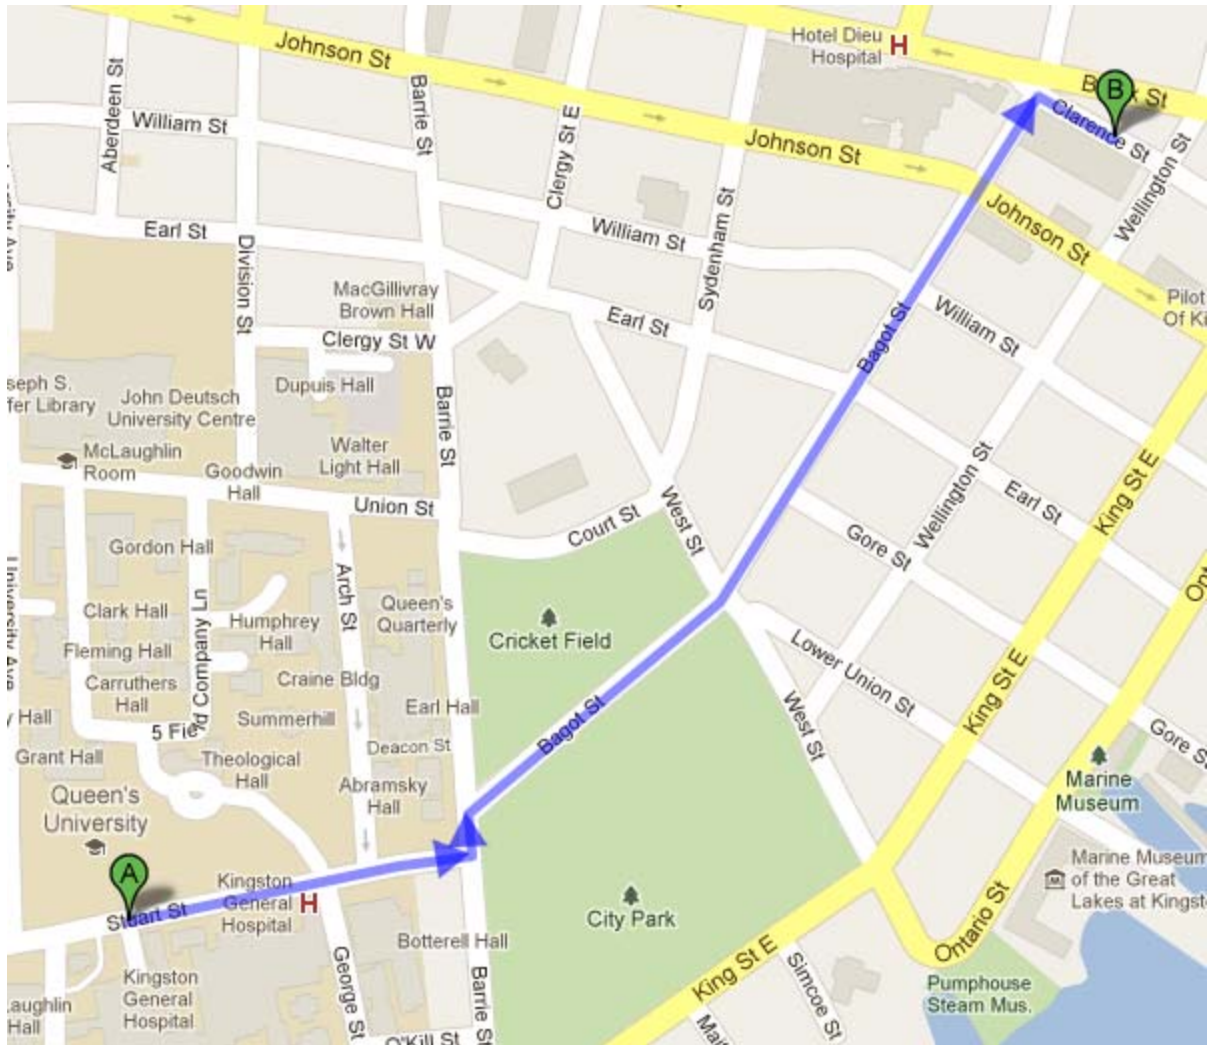 Hotel Dieu
Hospital
H
Johnson St
Aberdeen St
Barrie St
Clergy St E
B
Clarence St
William St
Johnson St
Wellington St
Earl St
Division St
William St
Sydenham St
Johnson St
MacGillivray
Brown Hall
Pilot
Clergy St W
Earl St
Bagot St
William St
Dupuis Hall
John Deutsch
University Centre
Barrie St
McLaughlin
Room
Goodwin
Hall
Walter
Light Hall
Union St
Court St
West St
Wellington St
Earl St
King St E
Gore St
Gordon Hall
Arch St
Clark Hall
Humphrey
Hall
Queen's
Quarterly
Cricket Field
Fleming Hall
Carruthers
Hall
Craine Bldg
Lower Union St
Summerhill
Earl Hall
Bagot St
West St
King St E
Gore St
Grant Hall
Theological
Hall
Deacon St
Abramsky
Hall
Marine
Museum
Queen's
University
A
Stuart St
Kingston
General
Hospital
H
City Park
Marine Museum
of the Great
Lakes at
Ontario St
Botterell Hall
Kingston
General
Hospital
George St
Barrie St
King St E
Simcoe St
Pumphouse
Steam Mus.
Hall
O'Kill St